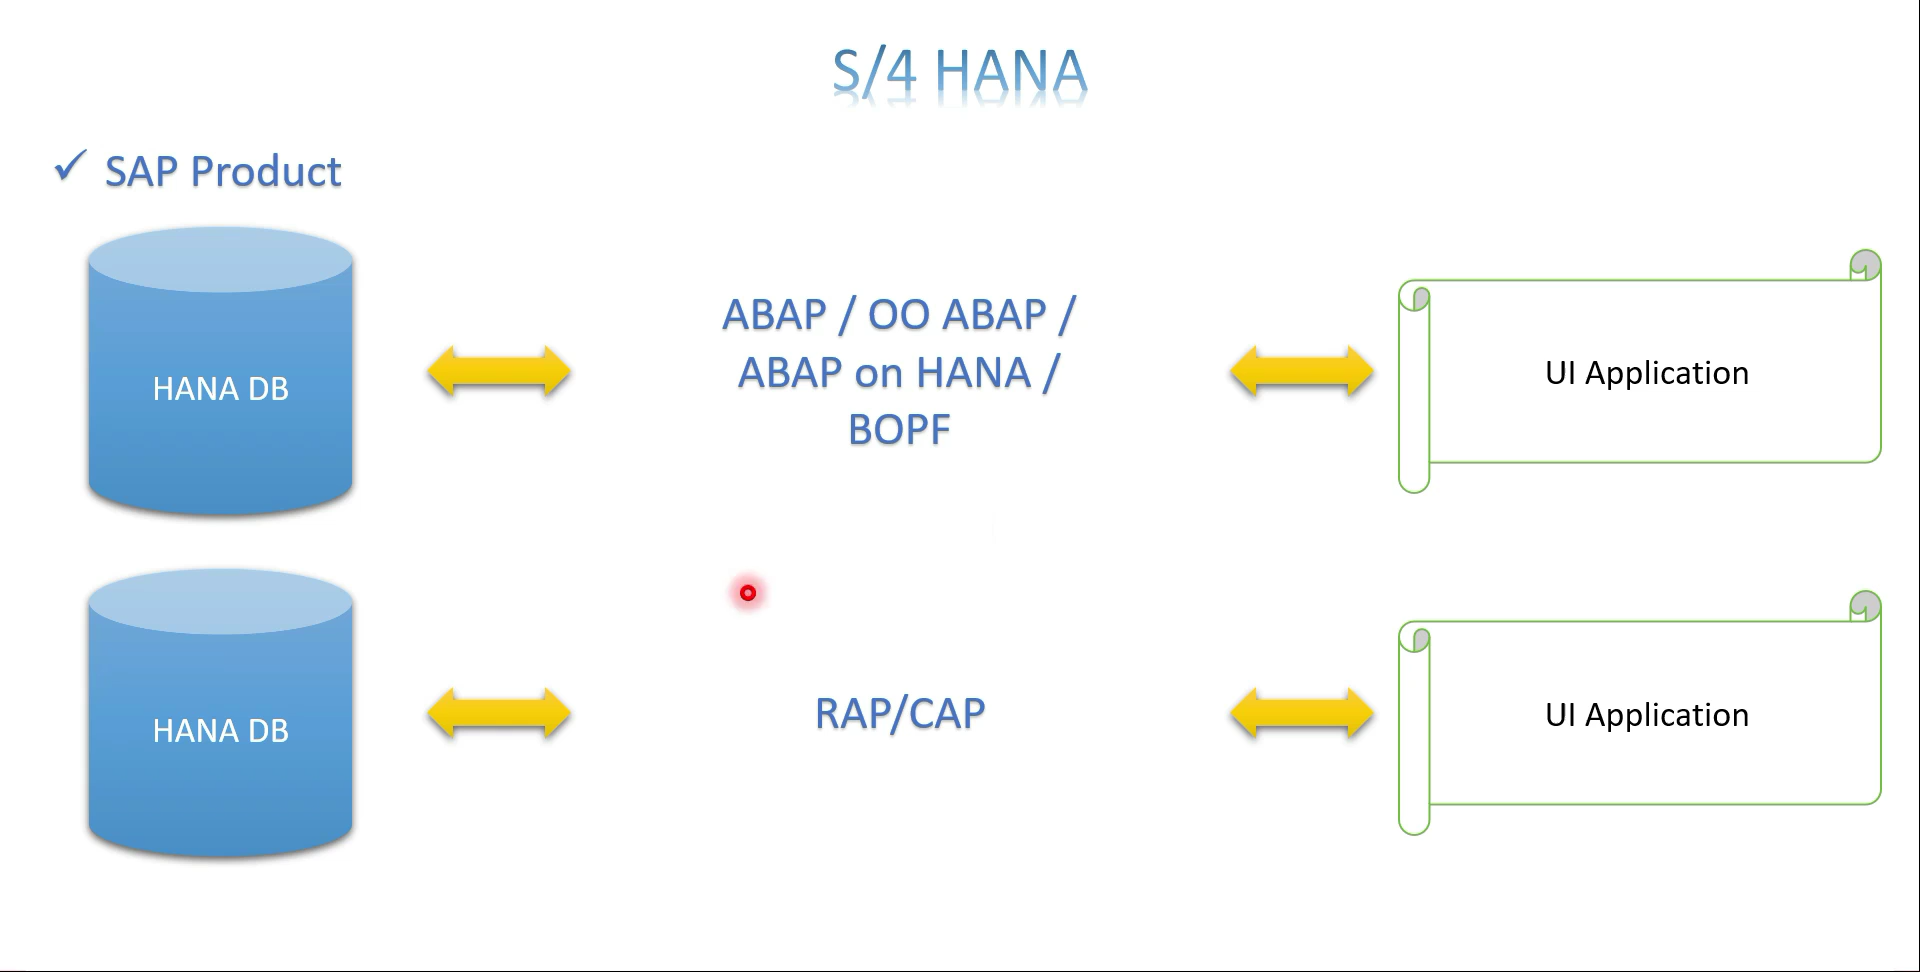 S/4 HANA
✓ SAP Product
HANA DB
ABAP / OO ABAP /
ABAP on HANA /
BOPF
UI Application
HANA DB
RAP/CAP
UI Application